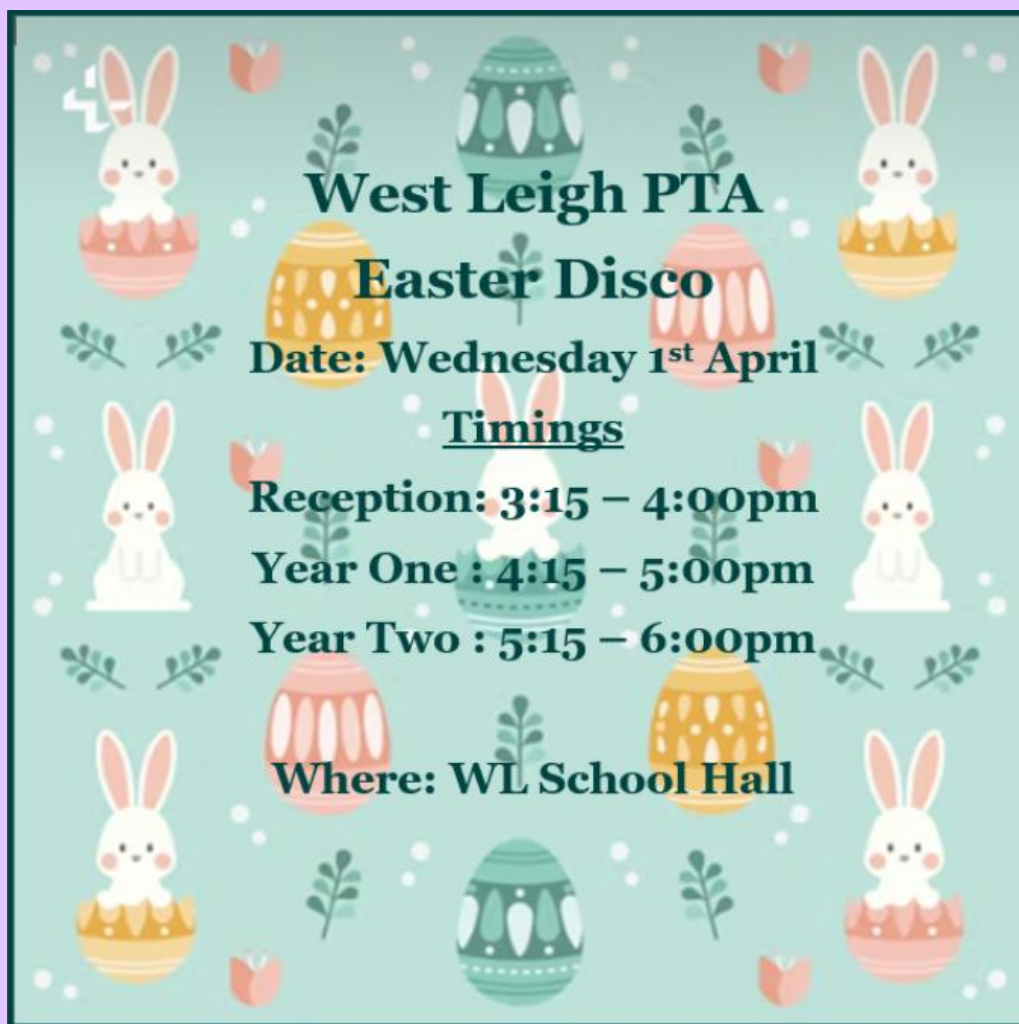 West Leigh PTA
Easter Disco
Date: Wednesday 1st April
Timings
Reception: 3:15 – 4:00pm
Year One : 4:15 – 5:00pm
Year Two : 5:15 – 6:00pm
Where: WL School Hall